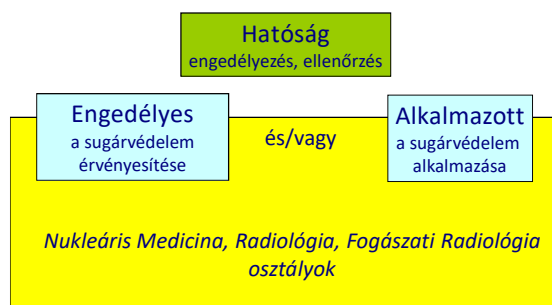 Hatóság
engedélyezés, ellenőrzés
Engedélyes
a sugárvédelem
érvényesítése
és/vagy
Alkalmazott
a sugárvédelem
alkalmazása
Nukleáris Medicina, Radiológia, Fogászati Radiológia
osztályok